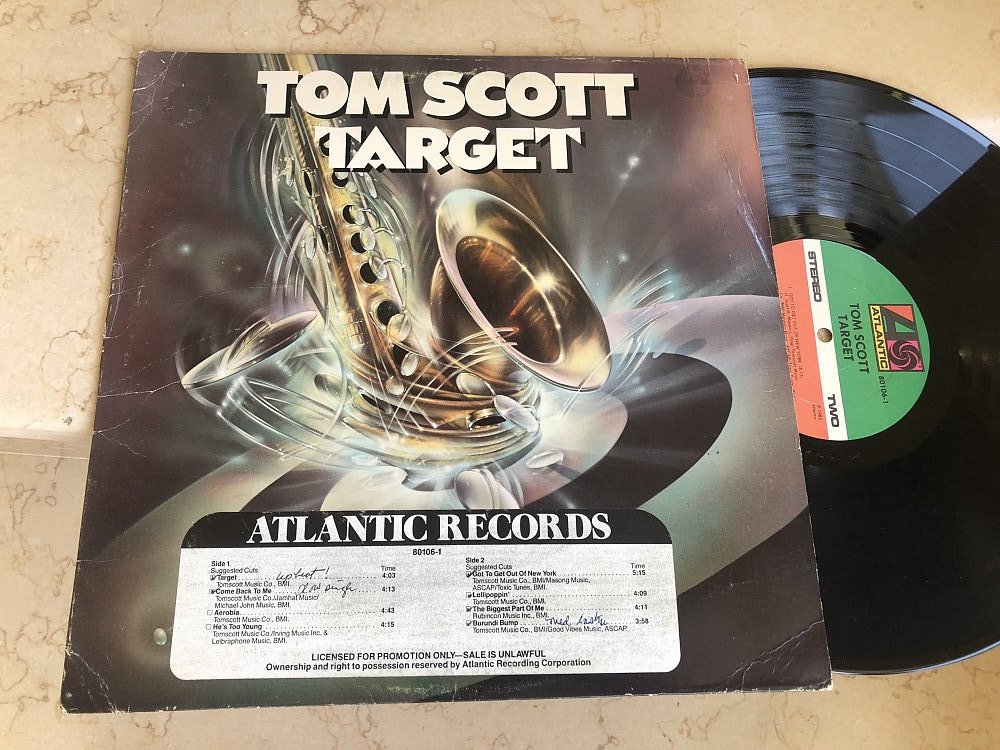 TOM SCOTT
TARGET
ATLANTIC RECORDS
80106-1
Side 1
Suggested Cuts Time
Target 4:03
upbeat!
Tomscott Music Co., BMI.
Come Back To Me 4:13
Tomscott Music Co./Jamhat Music/
Michael John Music, BMI.
Aerobia 4:43
Tomscott Music Co., BMI.
He's Too Young 4:15
Tomscott Music Co./Irving Music Inc. &
Leibraphone Music, BMI.
Side 2
Suggested Cuts Time
Got To Get Out Of New York 5:15
Tomscott Music Co., BMI/Masong Music,
ASCAP/Toxic Tunes, BMI.
Lollipoppin' 4:09
Tomscott Music Co., BMI.
The Biggest Part Of Me 4:11
Rubincon Music Inc., BMI.
Burundi Bump 3:58
Tomscott Music Co., BMI/Good Vibes Music, ASCAP.
LICENSED FOR PROMOTION ONLY—SALE IS UNLAWFUL
Ownership and right to possession reserved by Atlantic Recording Corporation
STEREO
TWO
ATLANTIC
80106-1
TOM SCOTT
TARGET